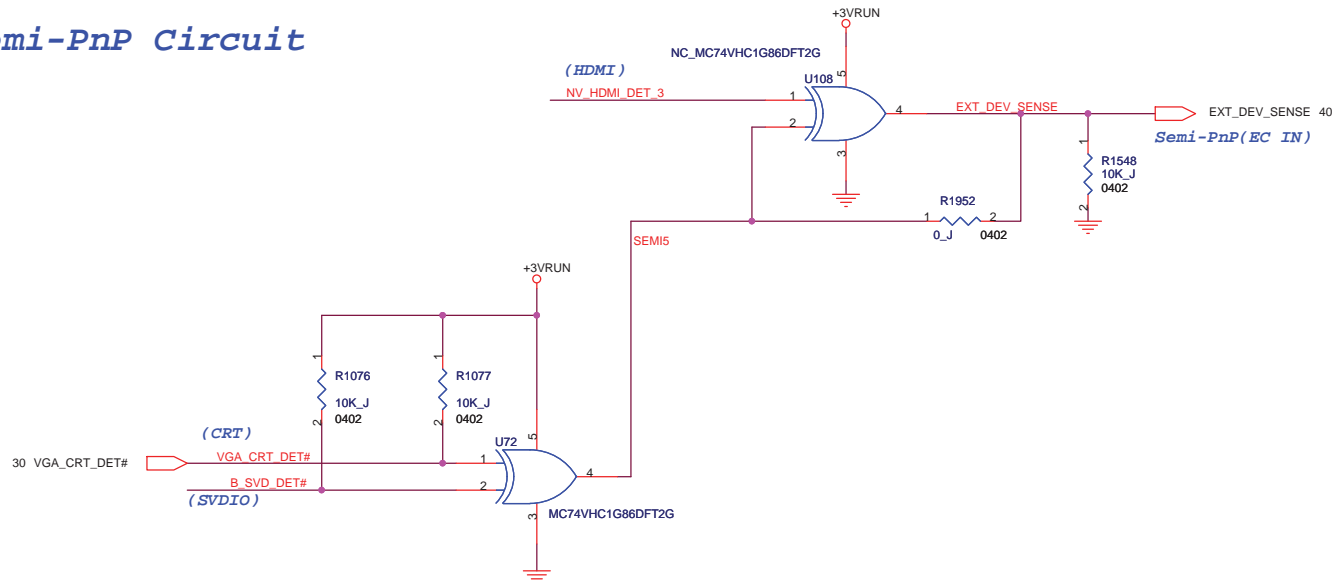 mi-PnP Circuit
+3VRUN
NC_MC74VHC1G86DFT2G
(HDMI)
U108
5
NV_HDMI_DET_3
1
2
4
3
EXT_DEV_SENSE
EXT_DEV_SENSE 40
Semi-PnP(EC IN)
1
R1548
10K_J
0402
2
R1952
1
2
0_J
0402
SEMI5
+3VRUN
1
R1076
10K_J
0402
2
1
R1077
10K_J
0402
2
(CRT)
U72
5
30 VGA_CRT_DET#
VGA_CRT_DET#
1
B_SVD_DET#
2
4
(SVDIO)
3
MC74VHC1G86DFT2G